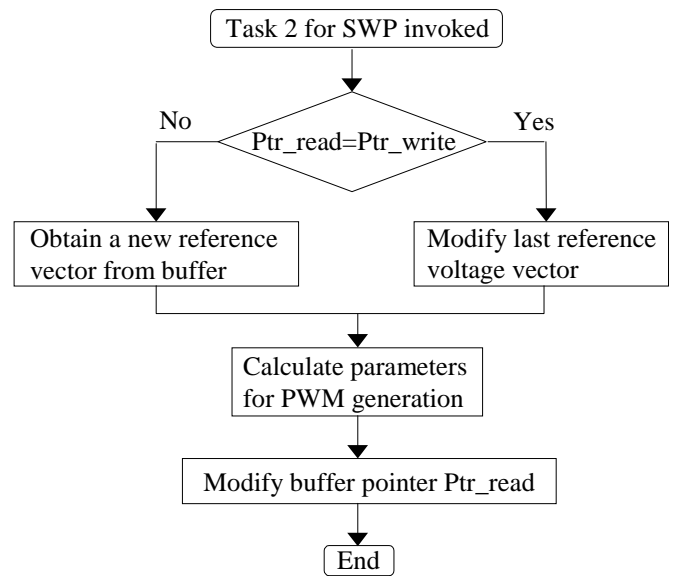 Task 2 for SWP invoked
No
Yes
Ptr_read=Ptr_write
Obtain a new reference
vector from buffer
Modify last reference
voltage vector
Calculate parameters
for PWM generation
Modify buffer pointer Ptr_read
End